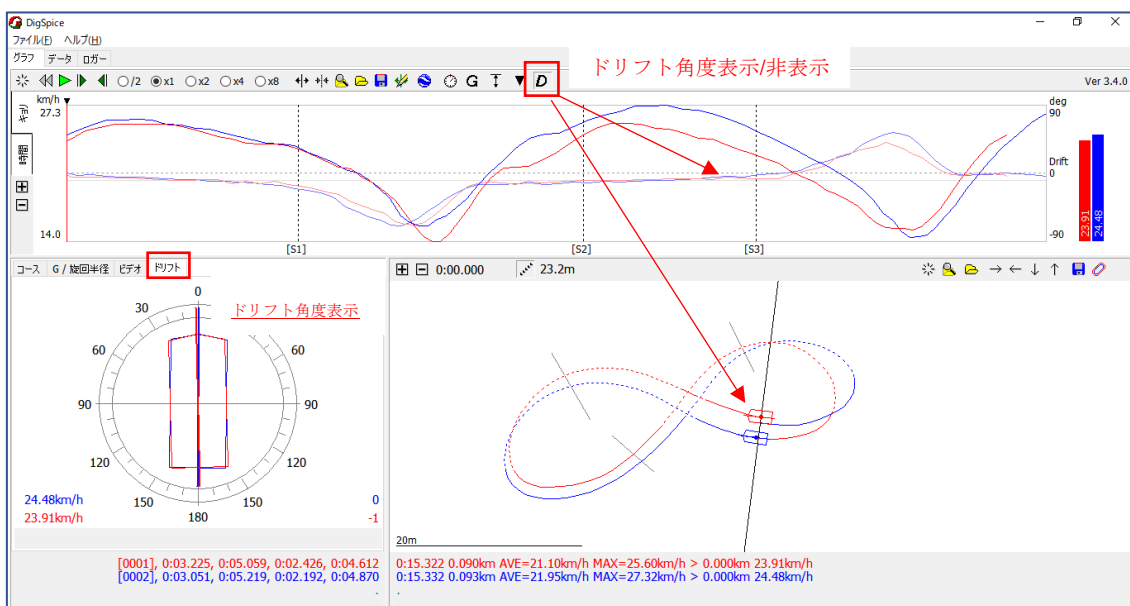 DigSpice
ファイル(F) ヘルプ(H)
グラフ データ ロガー
/2 x1 x2 x4 x8 G D ドリフト角度表示/非表示 Ver 3.4.0
km/h deg
27.3 90
キョリ
時間
Drift
0
14.0 -90
23.91 24.48
[S1] [S2] [S3]
コース G / 旋回半径 ビデオ ドリフト
0:00.000 23.2m
0
30 30
ドリフト角度表示
60 60
90 90
120 120
150 150
180
24.48km/h 0
23.91km/h -1
20m
[0001], 0:03.225, 0:05.059, 0:02.426, 0:04.612
[0002], 0:03.051, 0:05.219, 0:02.192, 0:04.870
0:15.322 0.090km AVE=21.10km/h MAX=25.60km/h > 0.000km 23.91km/h
0:15.332 0.093km AVE=21.95km/h MAX=27.32km/h > 0.000km 24.48km/h